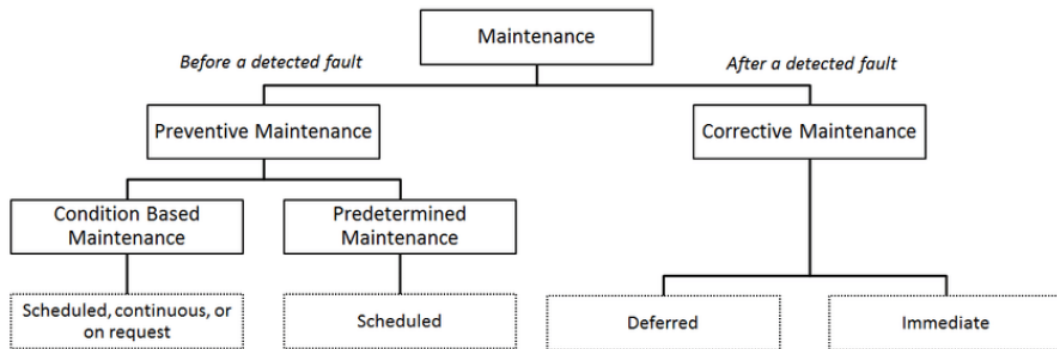 Maintenance
Before a detected fault
After a detected fault
Preventive Maintenance
Corrective Maintenance
Condition Based
Maintenance
Predetermined
Maintenance
Scheduled, continuous, or
on request
Scheduled
Deferred
Immediate